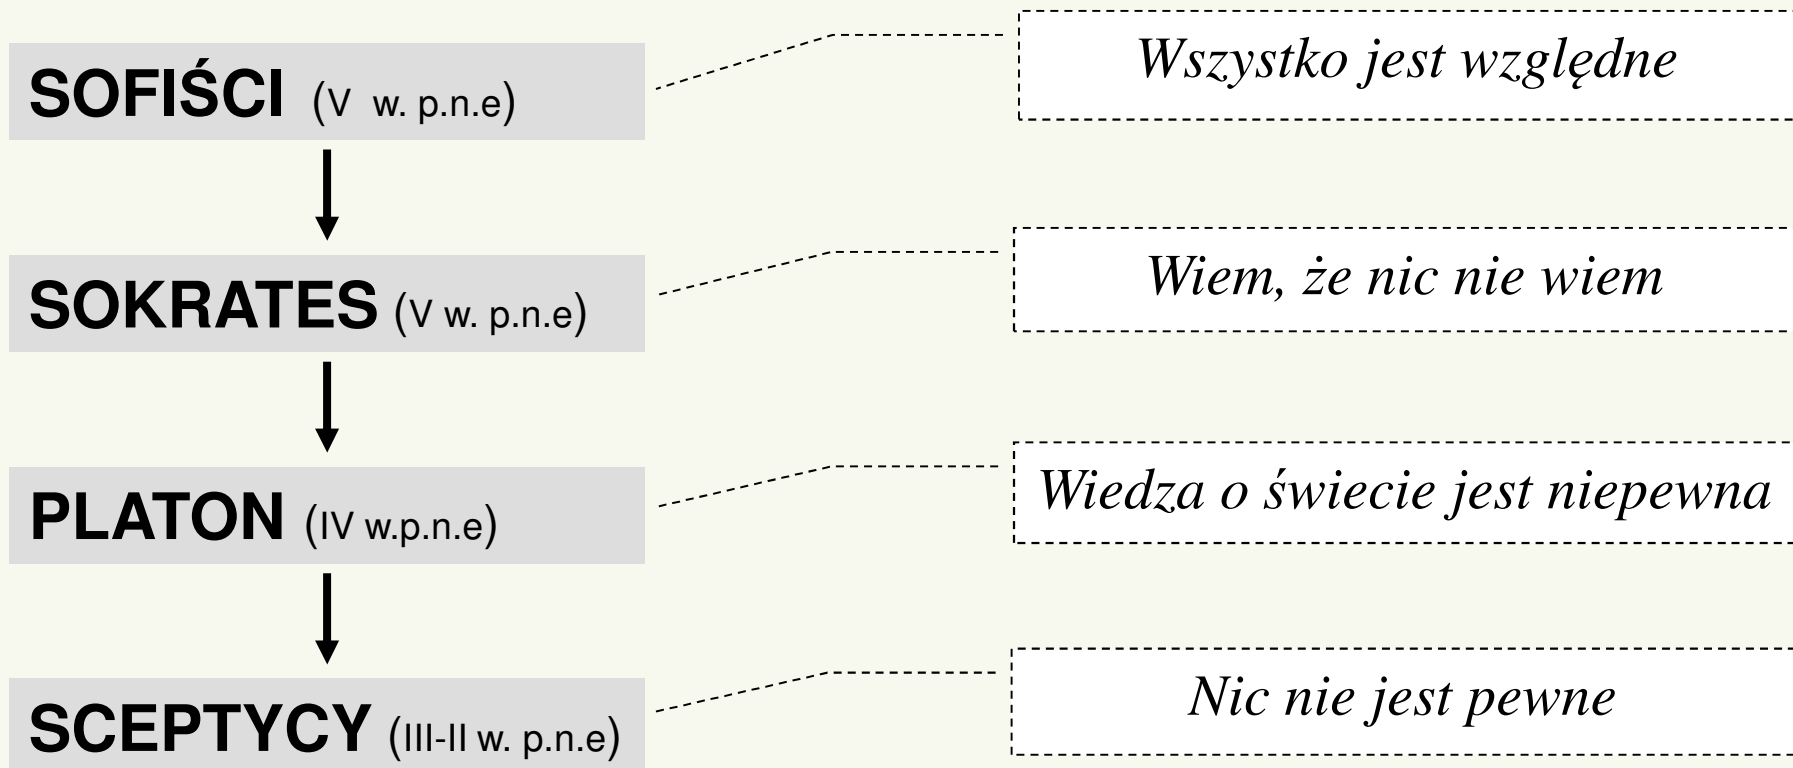 SOFIŚCI (V w. p.n.e)
Wszystko jest względne
SOKRATES (V w. p.n.e)
Wiem, że nic nie wiem
PLATON (IV w.p.n.e)
Wiedza o świecie jest niepewna
SCEPTYCY (III-II w. p.n.e)
Nic nie jest pewne